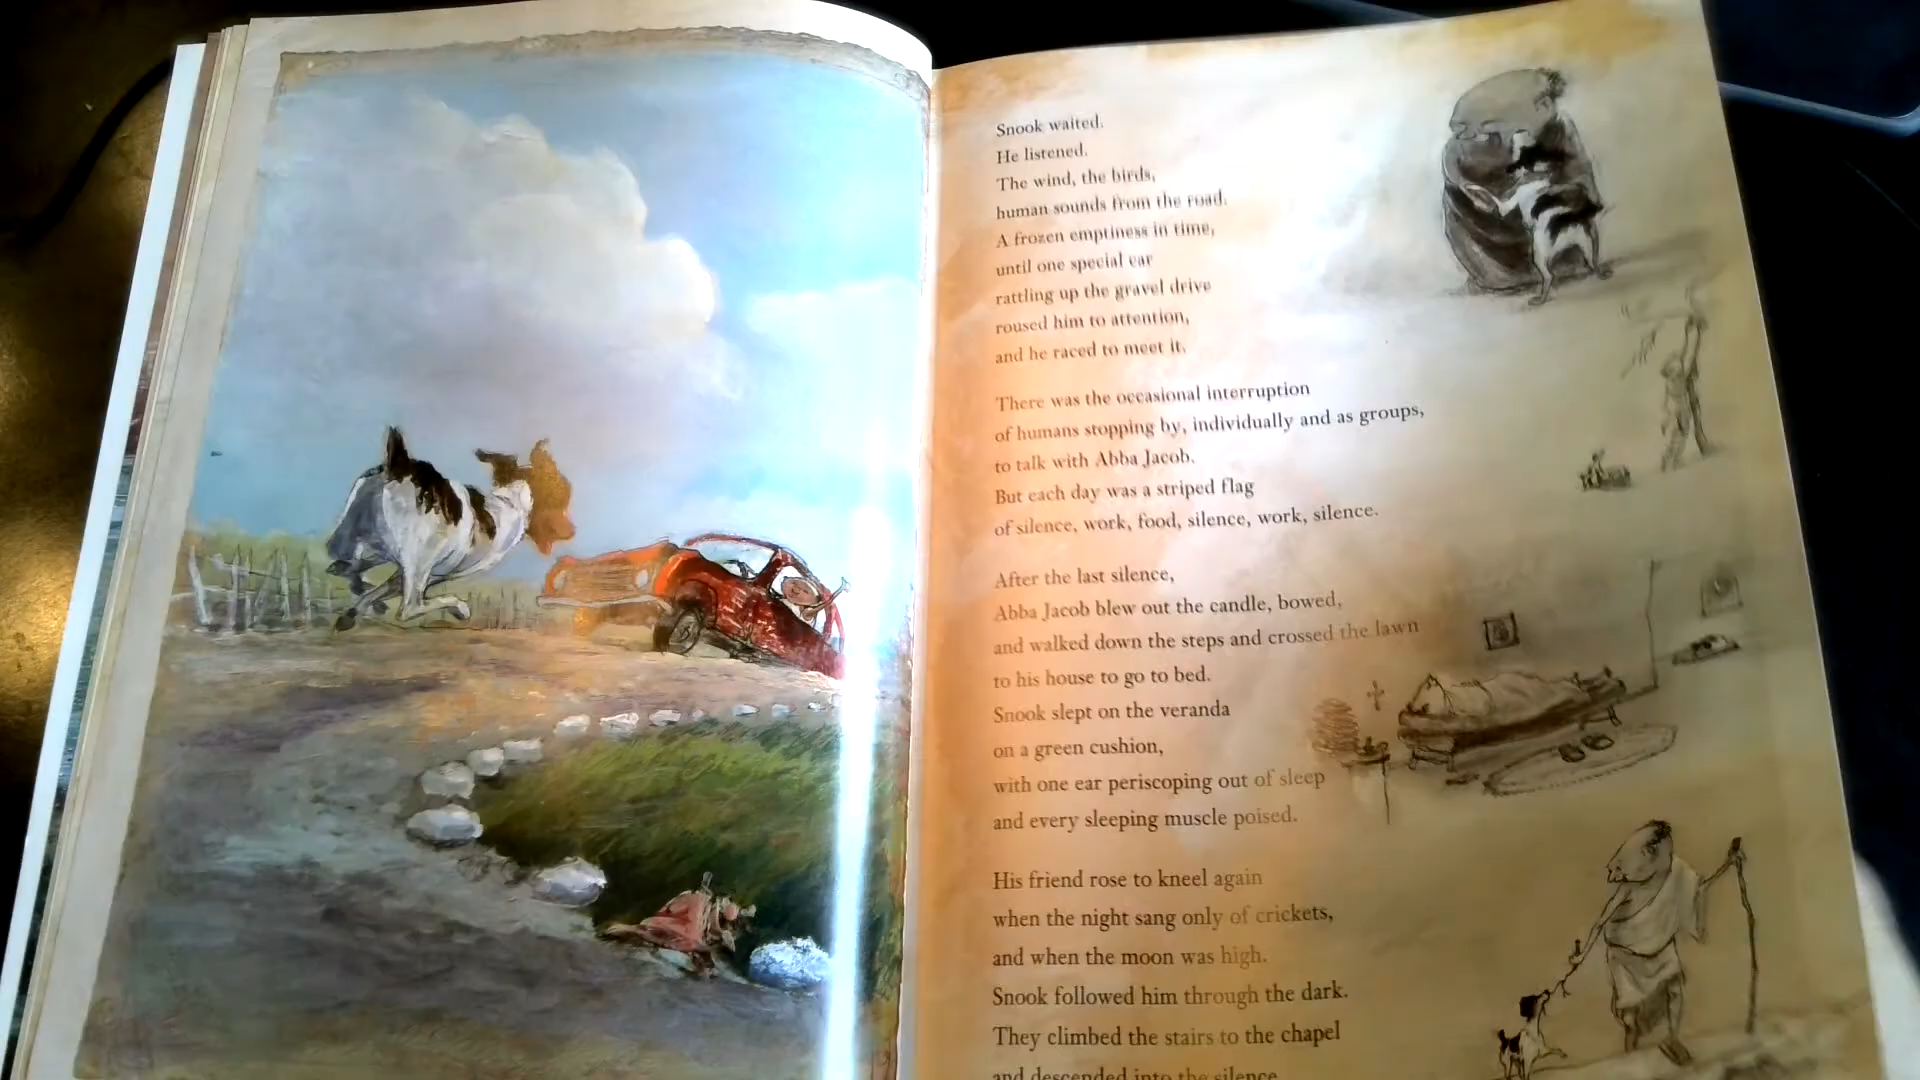 Snook waited.
He listened.
The wind, the birds,
human sounds from the road.
A frozen emptiness in time,
until one special car
rattling up the gravel drive
roused him to attention,
and he raced to meet it.
There was the occasional interruption
of humans stopping by, individually and as groups,
to talk with Abba Jacob.
But each day was a striped flag
of silence, work, food, silence, work, silence.
After the last silence,
Abba Jacob blew out the candle, bowed,
and walked down the steps and crossed the lawn
to his house to go to bed.
Snook slept on the veranda
on a green cushion,
with one ear periscoping out of sleep
and every sleeping muscle poised.
His friend rose to kneel again
when the night sang only of crickets,
and when the moon was high.
Snook followed him through the dark.
They climbed the stairs to the chapel
and descended into the silence